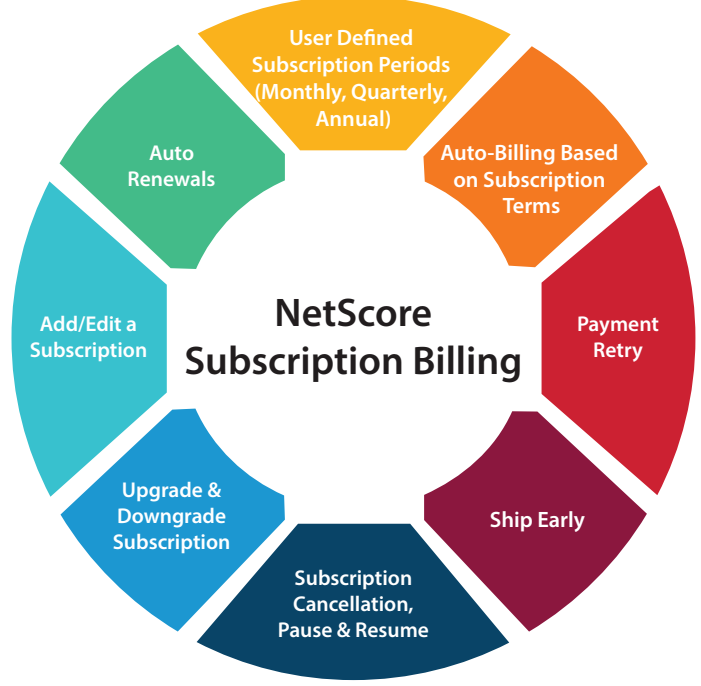 User Defined
Subscription Periods
(Monthly, Quarterly,
Annual)
Auto-Billing Based
on Subscription
Terms
Payment
Retry
Ship Early
Subscription
Cancellation,
Pause & Resume
Upgrade &
Downgrade
Subscription
Add/Edit a
Subscription
Auto
Renewals
NetScore
Subscription Billing